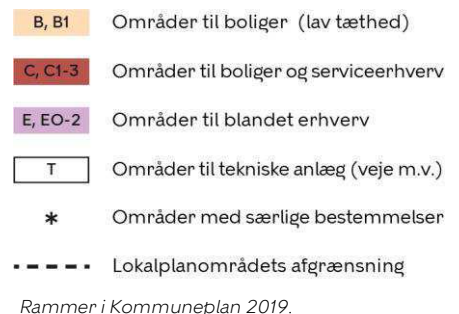 B, B1 Områder til boliger (lav tæthed)
C, C1-3 Områder til boliger og serviceerhverv
E, EO-2 Områder til blandet erhverv
T Områder til tekniske anlæg (veje m.v.)
* Områder med særlige bestemmelser
Lokalplanområdets afgrænsning
Rammer i Kommuneplan 2019.